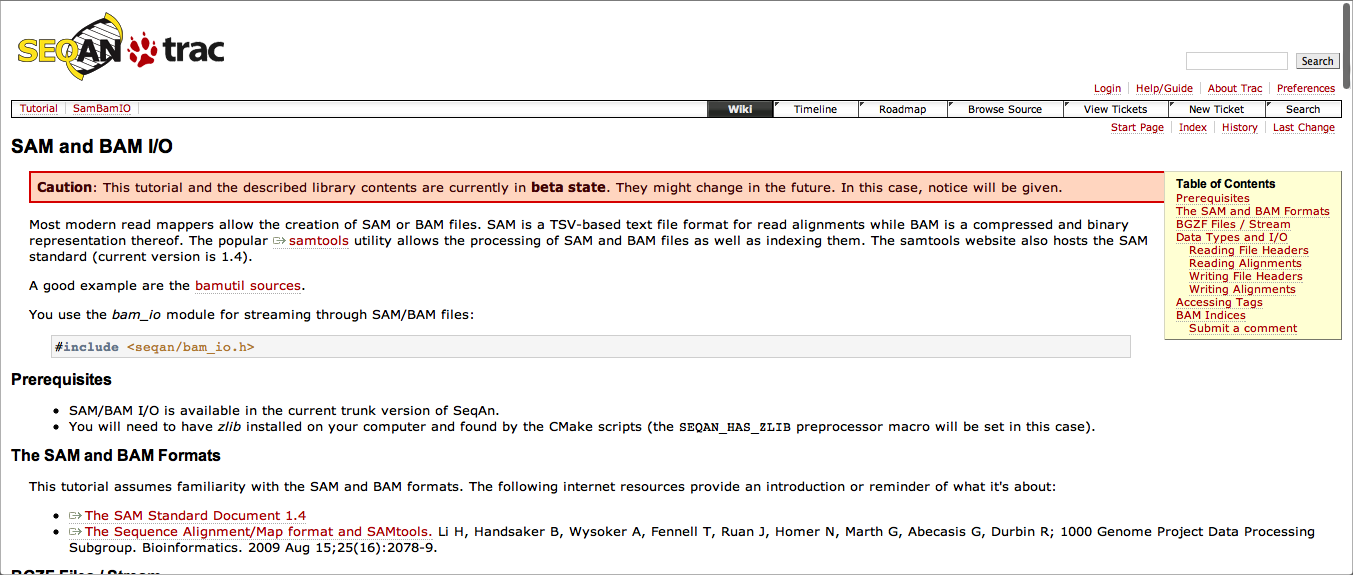 SEQAN trac
Search
Login Help/Guide About Trac Preferences
Tutorial SamBamIO Wiki Timeline Roadmap Browse Source View Tickets New Ticket Search
Start Page Index History Last Change
SAM and BAM I/O
Caution: This tutorial and the described library contents are currently in beta state. They might change in the future. In this case, notice will be given.
Table of Contents
Prerequisites
The SAM and BAM Formats
BGZF Files / Stream
Data Types and I/O
Reading File Headers
Reading Alignments
Writing File Headers
Writing Alignments
Accessing Tags
BAM Indices
Submit a comment
Most modern read mappers allow the creation of SAM or BAM files. SAM is a TSV-based text file format for read alignments while BAM is a compressed and binary
representation thereof. The popular samtools utility allows the processing of SAM and BAM files as well as indexing them. The samtools website also hosts the SAM
standard (current version is 1.4).
A good example are the bamutil sources.
You use the bam_io module for streaming through SAM/BAM files:
#include <seqan/bam_io.h>
Prerequisites
• SAM/BAM I/O is available in the current trunk version of SeqAn.
• You will need to have zlib installed on your computer and found by the CMake scripts (the SEQAN_HAS_ZLIB preprocessor macro will be set in this case).
The SAM and BAM Formats
This tutorial assumes familiarity with the SAM and BAM formats. The following internet resources provide an introduction or reminder of what it's about:
• The SAM Standard Document 1.4
• The Sequence Alignment/Map format and SAMtools. Li H, Handsaker B, Wysoker A, Fennell T, Ruan J, Homer N, Marth G, Abecasis G, Durbin R; 1000 Genome Project Data Processing
Subgroup. Bioinformatics. 2009 Aug 15;25(16):2078-9.
BGZF Files / Stream